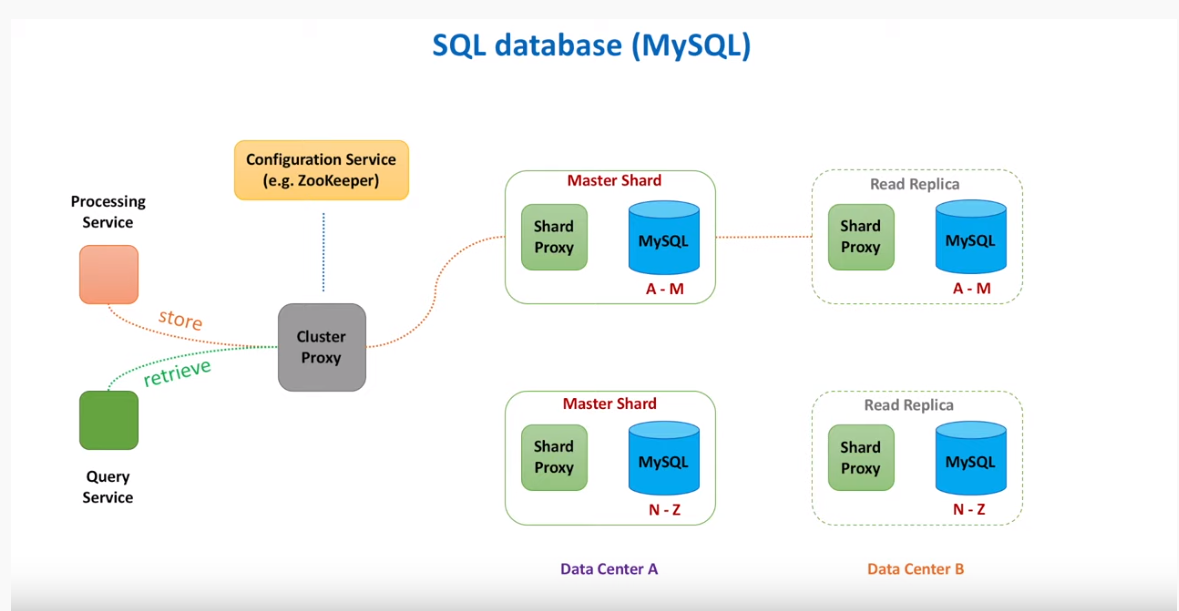 SQL database (MySQL)
Configuration Service
(e.g. ZooKeeper)
Processing
Service
store
Cluster
Proxy
retrieve
Query
Service
Master Shard
Shard
Proxy
MySQL
A - M
Read Replica
Shard
Proxy
MySQL
A - M
Master Shard
Shard
Proxy
MySQL
N - Z
Read Replica
Shard
Proxy
MySQL
N - Z
Data Center A
Data Center B